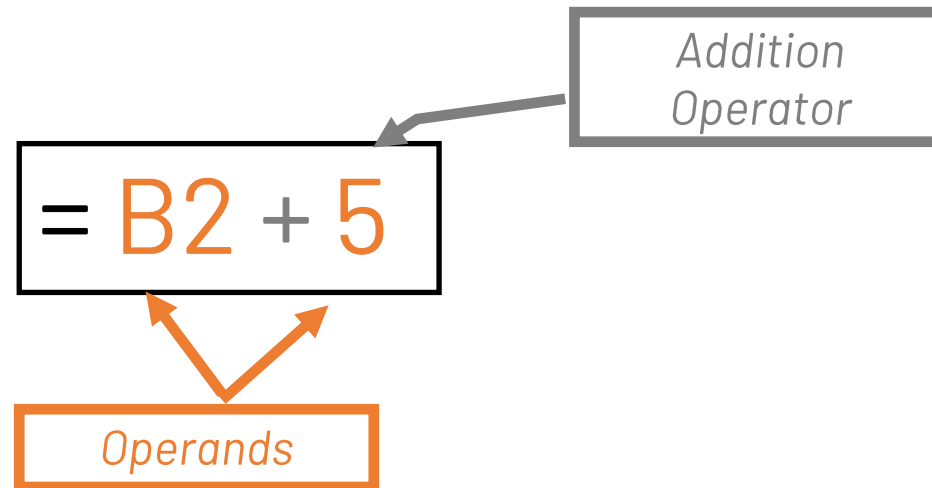 Addition
Operator
= B2 + 5
Operands